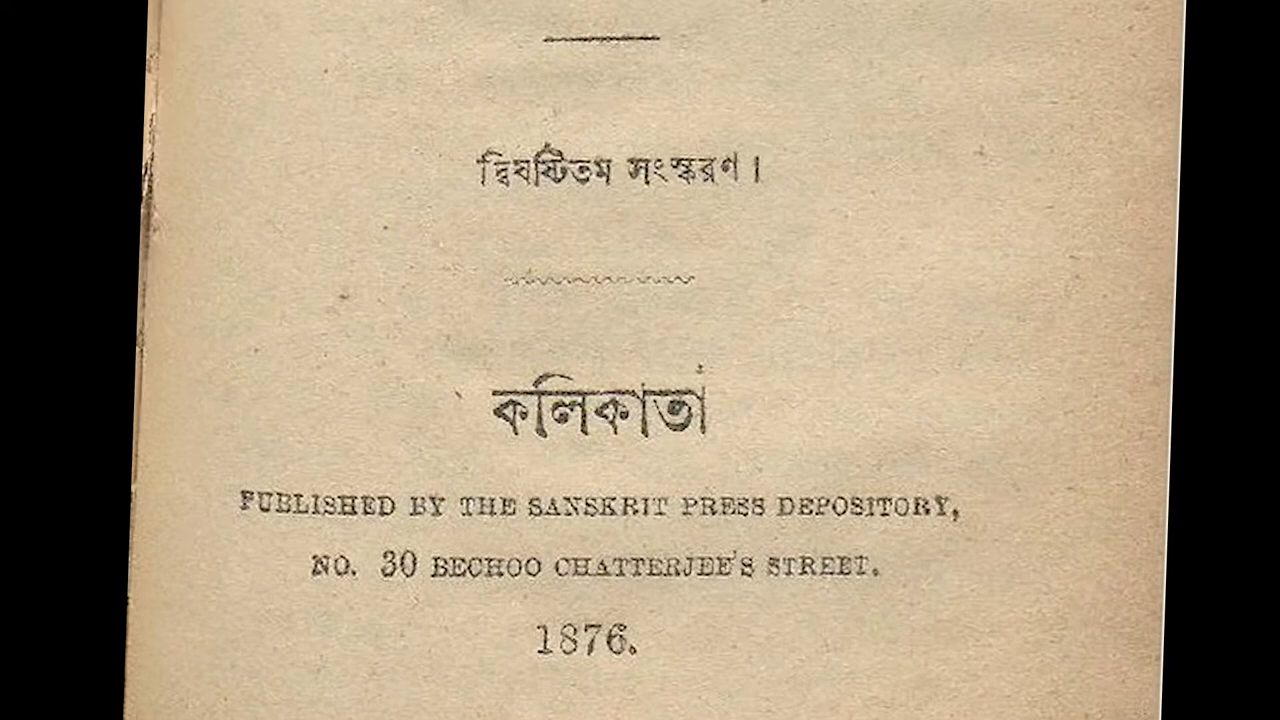 দ্বিষষ্টিতম সংস্করণ।
কলিকাতা
PUBLISHED BY THE SANSKRIT PRESS DEPOSITORY,
NO. 30 BECHOO CHATTERJEE'S STREET.
1876.